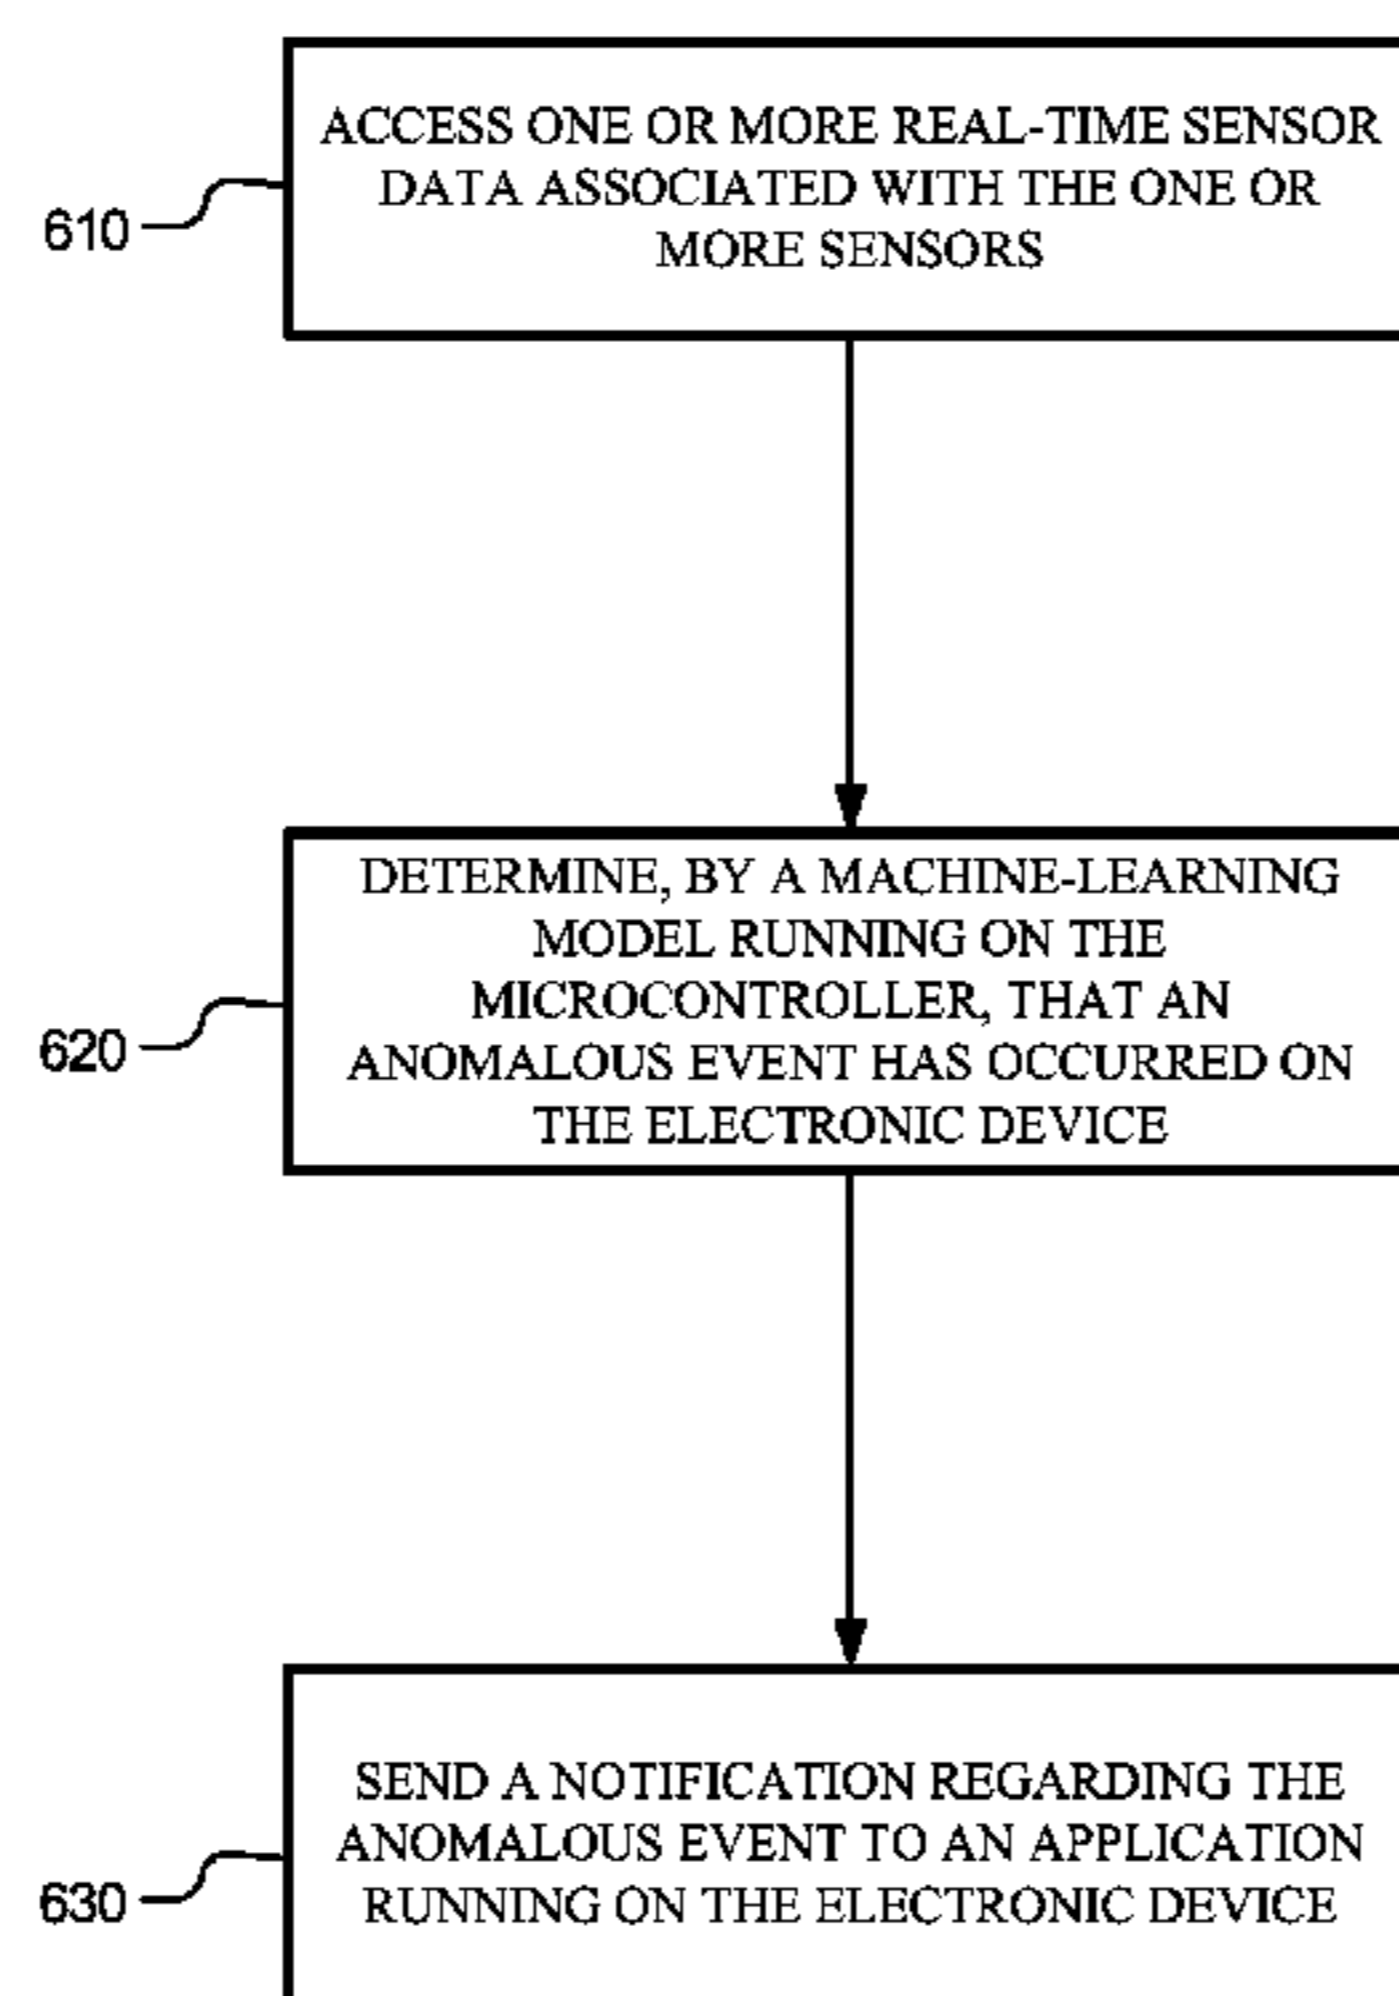 ACCESS ONE OR MORE REAL-TIME SENSOR
DATA ASSOCIATED WITH THE ONE OR
MORE SENSORS
610
DETERMINE, BY A MACHINE-LEARNING
MODEL RUNNING ON THE
MICROCONTROLLER, THAT AN
ANOMALOUS EVENT HAS OCCURRED ON
THE ELECTRONIC DEVICE
620
SEND A NOTIFICATION REGARDING THE
ANOMALOUS EVENT TO AN APPLICATION
RUNNING ON THE ELECTRONIC DEVICE
630